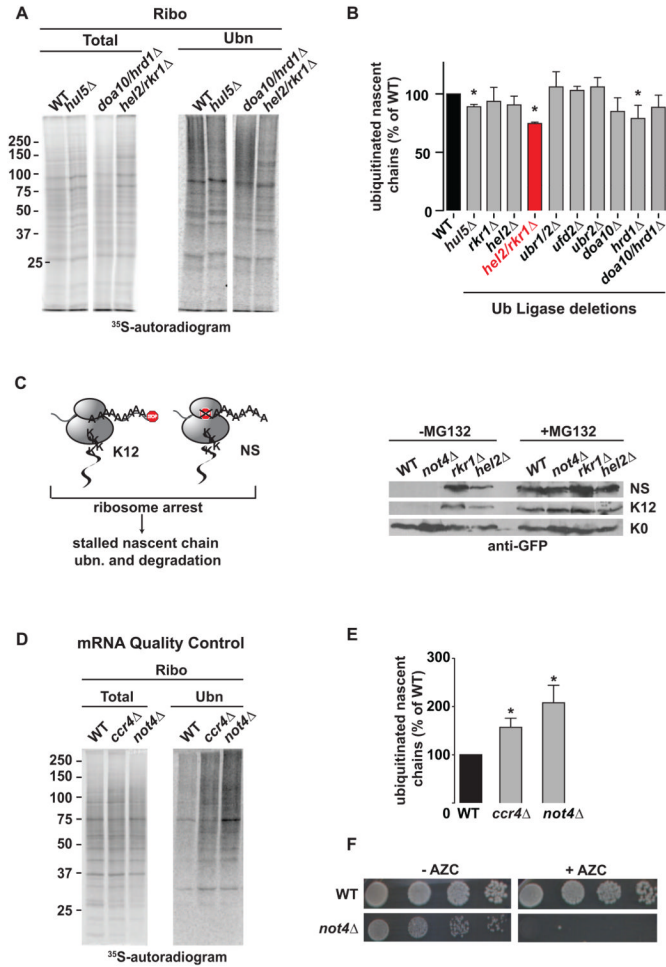 A
Ribo
Total Ubn
WT hul5Δ doa10/hrd1Δ hel2/rkr1Δ WT hul5Δ doa10/hrd1Δ hel2/rkr1Δ
250
150
100
75
50
37
25
35S-autoradiogram
B
ubiquitinated nascent
chains (% of WT)
100
50
0
* * *
WT hul5Δ rkr1Δ hel2Δ hel2/rkr1Δ ubr1/2Δ ufd2Δ ubr2Δ doa10Δ hrd1Δ doa10/hrd1Δ
Ub Ligase deletions
C
AAAAAAAA STOP
KKK
K12
AAAAAAAA
KKK
NS
ribosome arrest
stalled nascent chain
ubn. and degradation
-MG132 +MG132
WT not4Δ rkr1Δ hel2Δ WT not4Δ rkr1Δ hel2Δ
NS
K12
K0
anti-GFP
D
mRNA Quality Control
Ribo
Total Ubn
WT ccr4Δ not4Δ WT ccr4Δ not4Δ
250
150
100
75
50
37
25
35S-autoradiogram
E
ubiquitinated nascent
chains (% of WT)
300
200
100
0
* *
WT ccr4Δ not4Δ
F
- AZC + AZC
WT
not4Δ